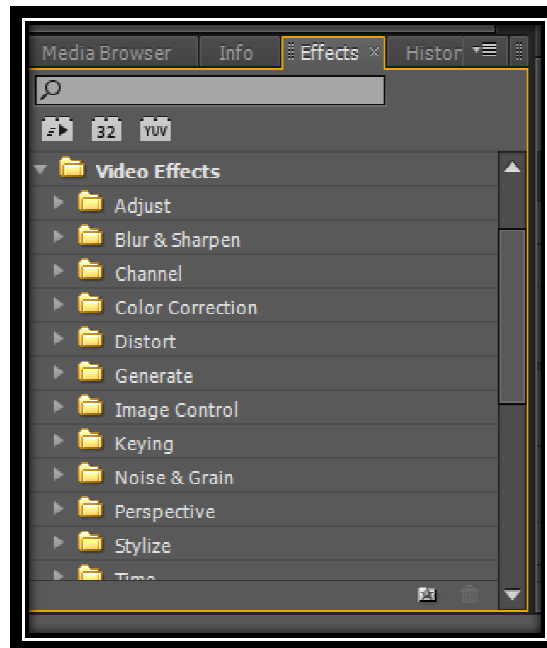 Media Browser Info Effects × Histor
32 YUV
Video Effects
Adjust
Blur & Sharpen
Channel
Color Correction
Distort
Generate
Image Control
Keying
Noise & Grain
Perspective
Stylize
Time